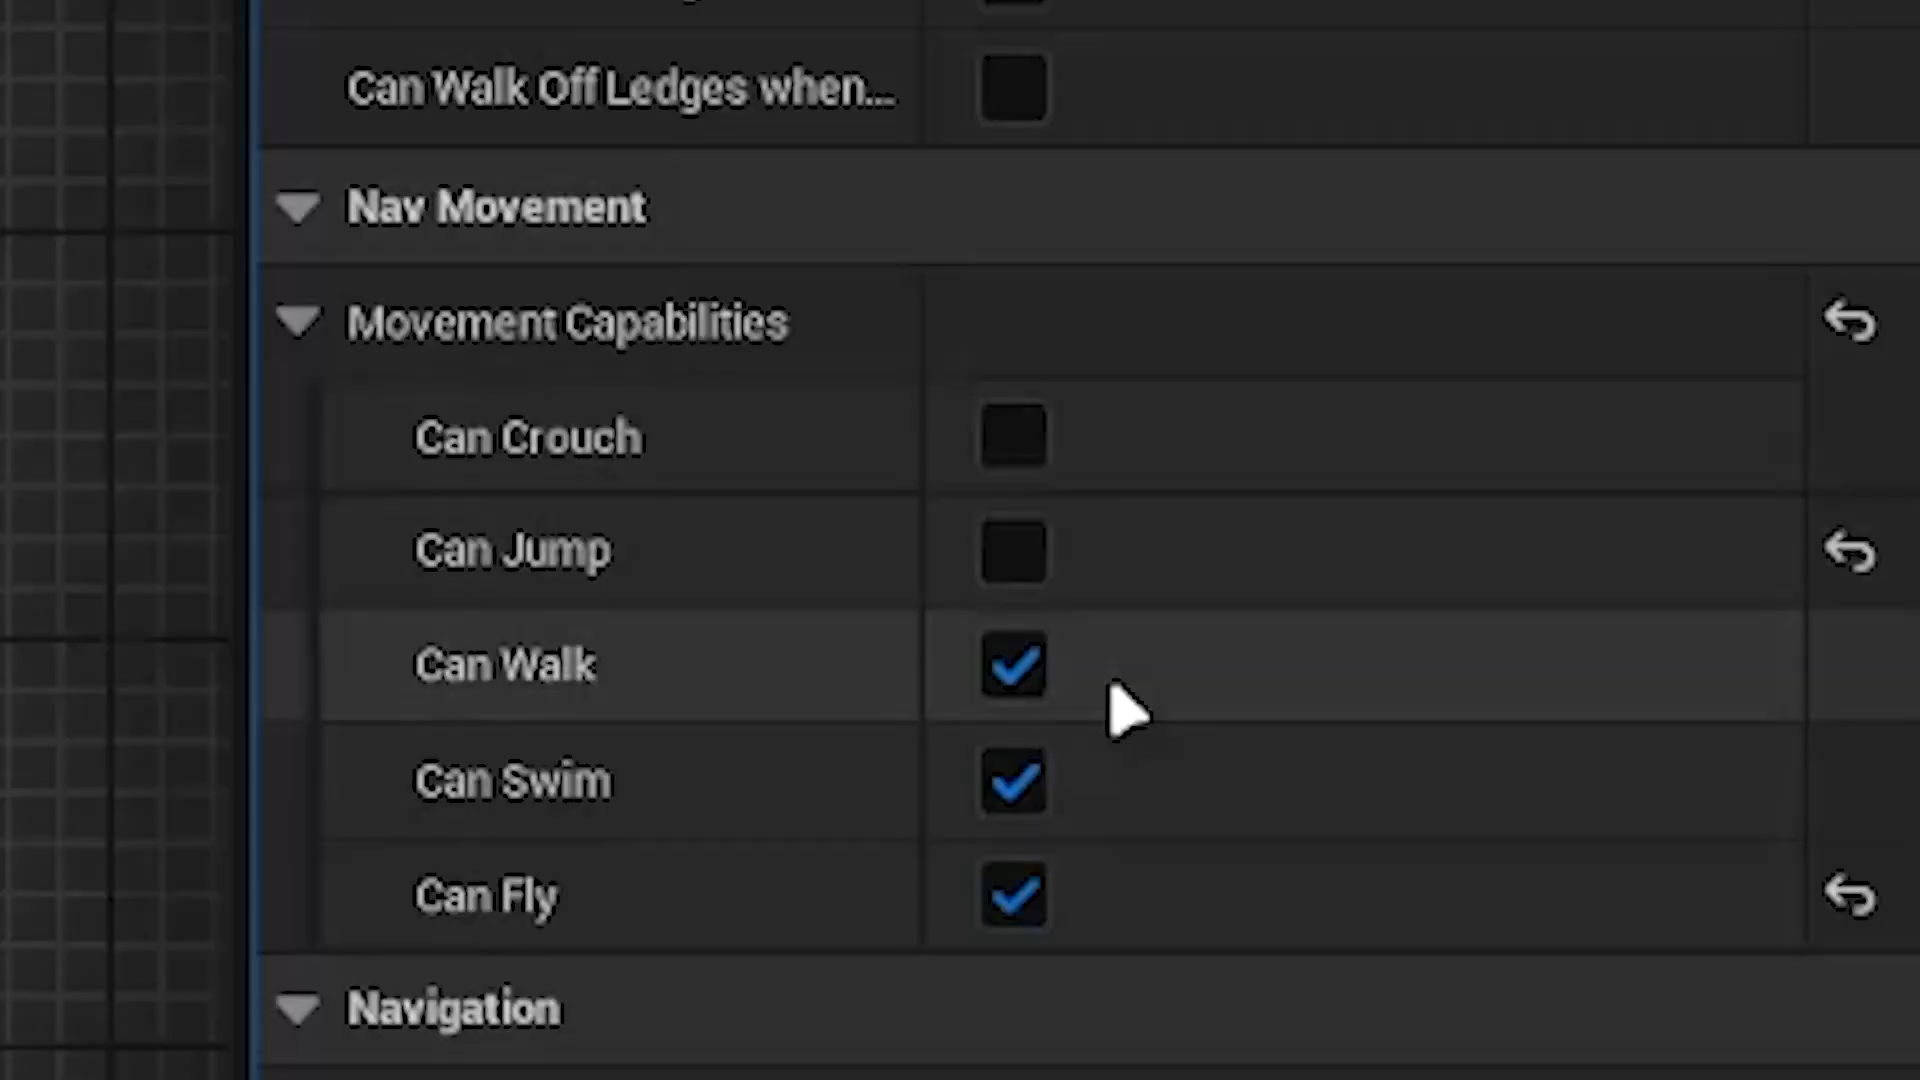 Can Walk Off Ledges when...
Nav Movement
Movement Capabilities
Can Crouch
Can Jump
Can Walk
Can Swim
Can Fly
Navigation